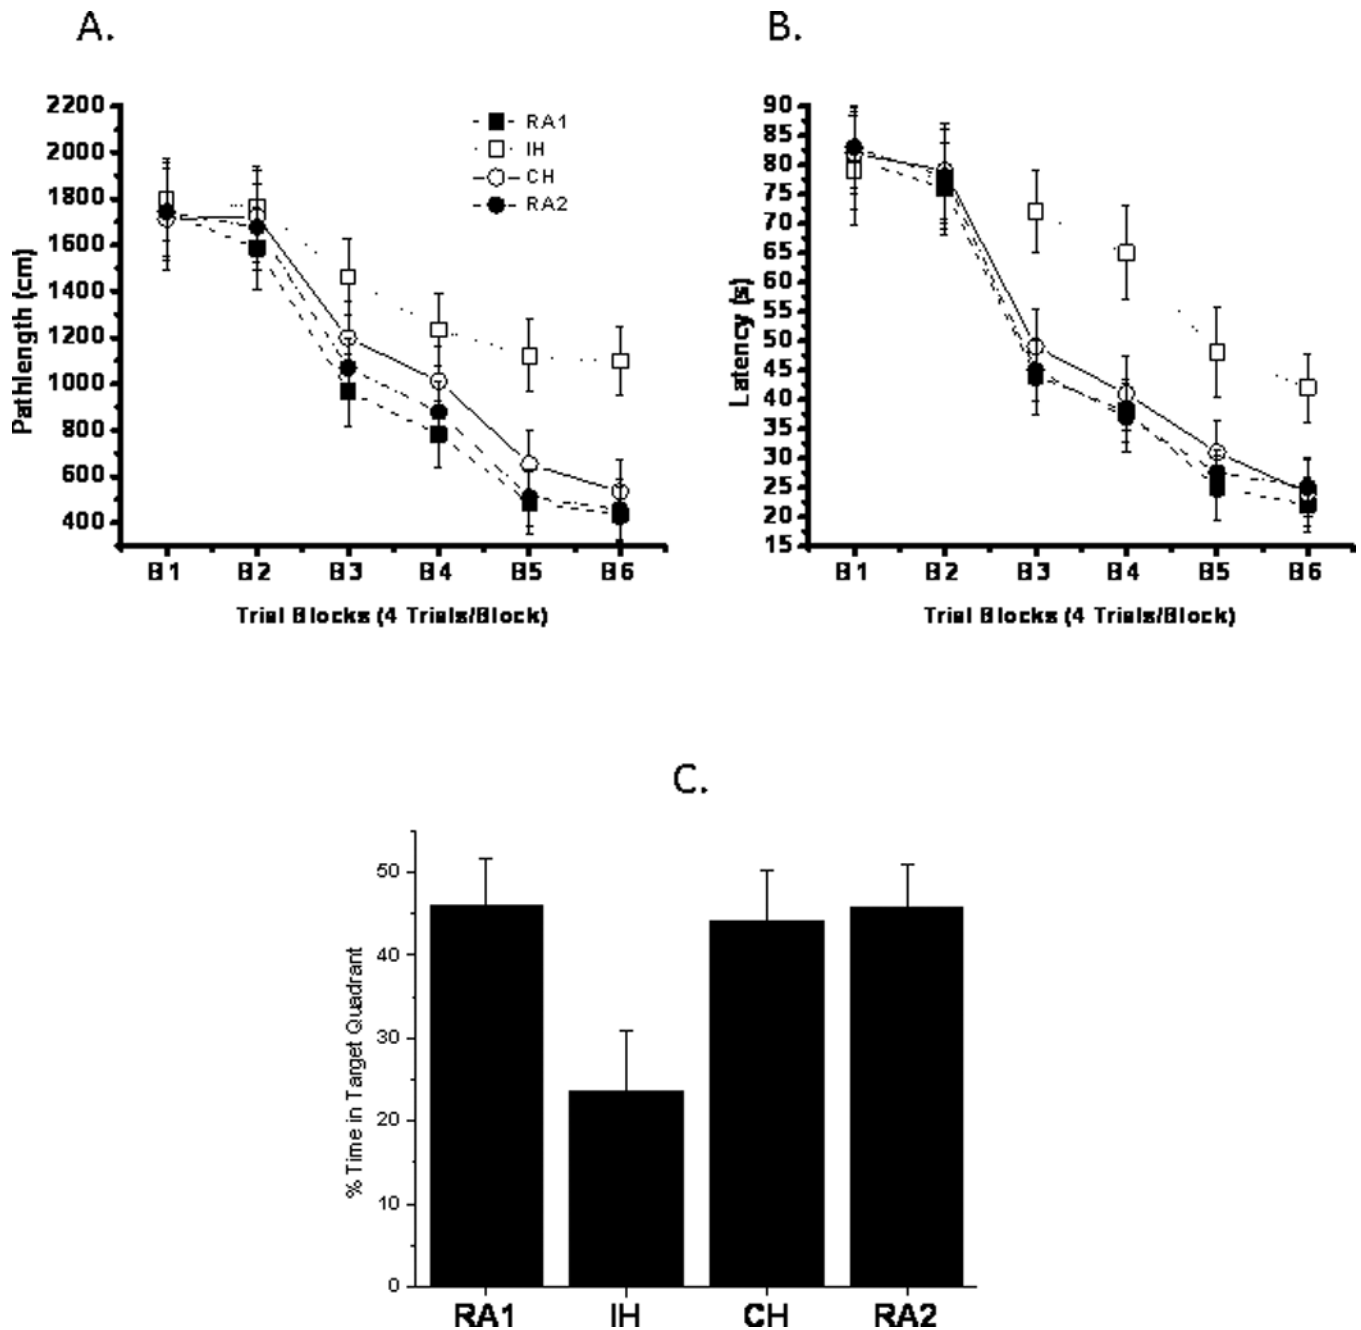 A.
2200
2000
1800
1600
1400
1200
1000
800
600
400
Pathlength (cm)
RA1
IH
CH
RA2
B1 B2 B3 B4 B5 B6
Trial Blocks (4 Trials/Block)
B.
90
85
80
75
70
65
60
55
50
45
40
35
30
25
20
15
Latency (s)
B1 B2 B3 B4 B5 B6
Trial Blocks (4 Trials/Block)
C.
50
40
30
20
10
0
% Time in Target Quadrant
RA1 IH CH RA2